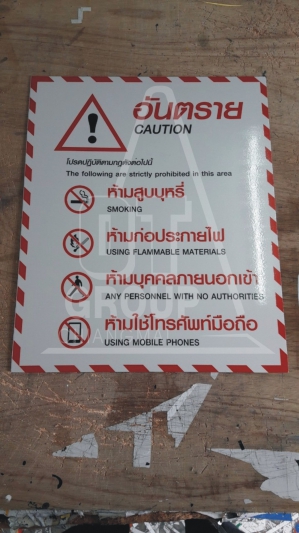 อันตราย
CAUTION
โปรดปฏิบัติตามกฎดังต่อไปนี้
The following are strictly prohibited in this area
ห้ามสูบบุหรี่
SMOKING
ห้ามก่อประกายไฟ
USING FLAMMABLE MATERIALS
ห้ามบุคคลภายนอกเข้า
ANY PERSONNEL WITH NO AUTHORITIES
GROUP
ห้ามใช้โทรศัพท์มือถือ
USING MOBILE PHONES